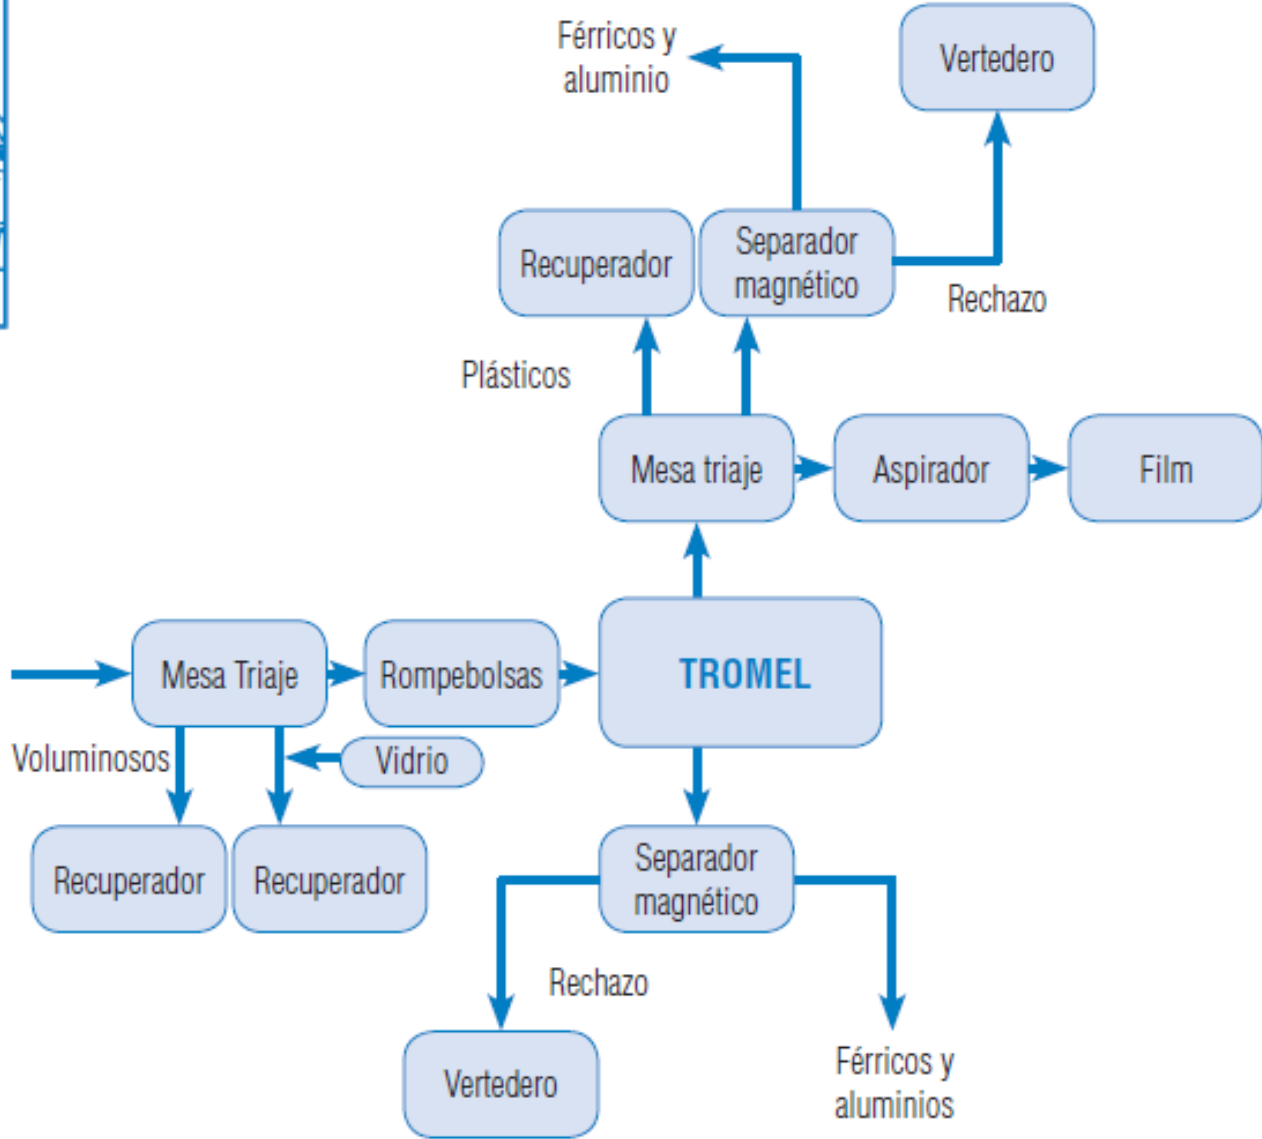 Férricos y
aluminio
Vertedero
Recuperador
Separador
magnético
Rechazo
Plásticos
Mesa triaje
Aspirador
Film
Mesa Triaje
Rompebolsas
TROMEL
Voluminosos
Vidrio
Recuperador
Recuperador
Separador
magnético
Rechazo
Vertedero
Férricos y
aluminios